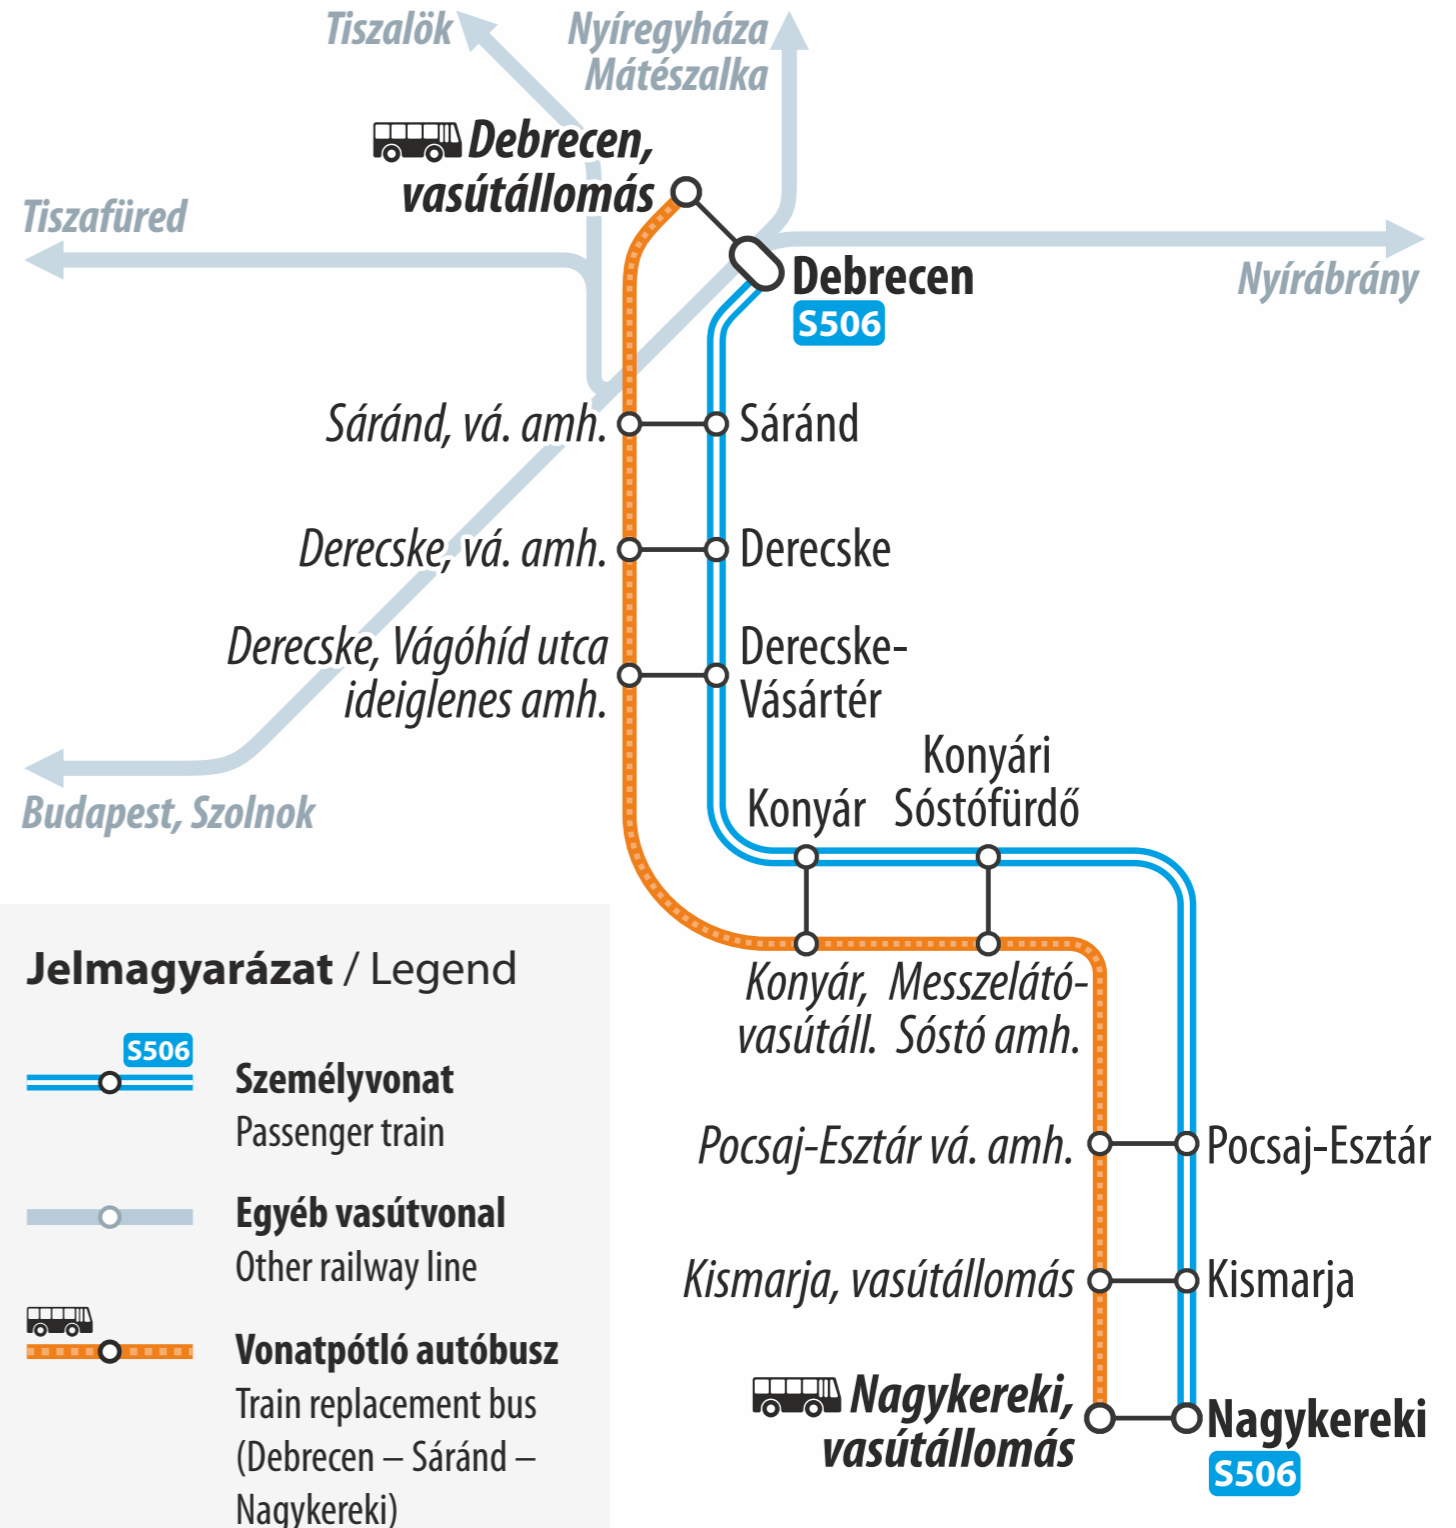 Tiszalök
Nyíregyháza
Mátészalka
Debrecen,
vasútállomás
Tiszafüred
Debrecen
S506
Nyírábrány
Sáránd, vá. amh.
Sáránd
Derecske, vá. amh.
Derecske
Derecske, Vágóhíd utca
ideiglenes amh.
Derecske-
Vásártér
Budapest, Szolnok
Konyár
Konyári
Sóstófürdő
Konyár,
vasútáll.
Messzelátó-
Sóstó amh.
Pocsaj-Esztár vá. amh.
Pocsaj-Esztár
Kismarja, vasútállomás
Kismarja
Nagykereki,
vasútállomás
Nagykereki
S506
Jelmagyarázat / Legend
S506
Személyvonat
Passenger train
Egyéb vasútvonal
Other railway line
Vonatpótló autóbusz
Train replacement bus
(Debrecen – Sáránd –
Nagykereki)